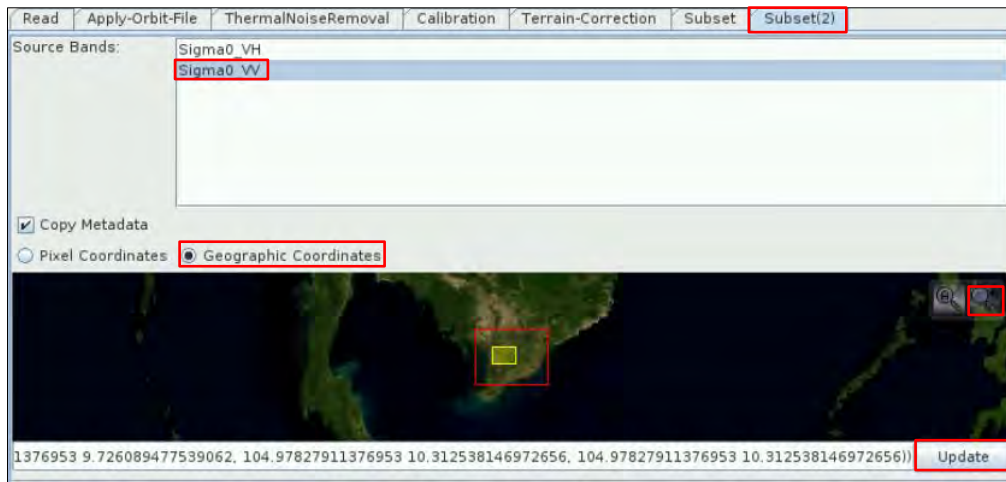 Read Apply-Orbit-File ThermalNoiseRemoval Calibration Terrain-Correction Subset Subset(2)
Source Bands:
Sigma0_VH
Sigma0_VV
Copy Metadata
Pixel Coordinates Geographic Coordinates
1376953 9.726089477539062, 104.97827911376953 10.312538146972656, 104.97827911376953 10.312538146972656)) Update